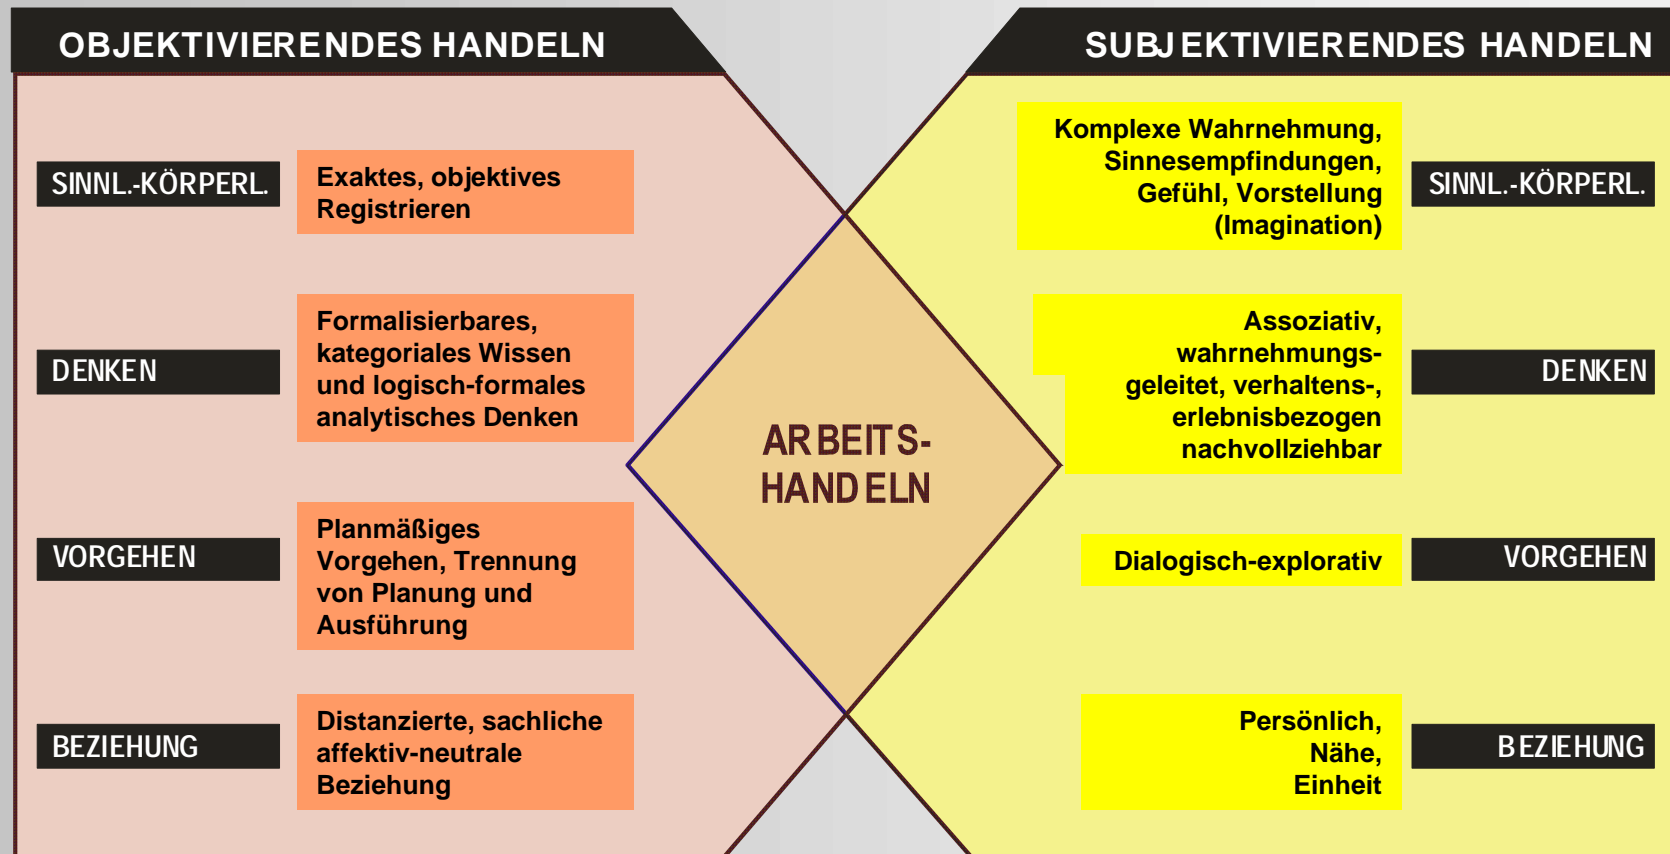 OBJEKTIVIERENDES HANDELN
SINNL.-KÖRPERL.
Exaktes, objektives
Registrieren
DENKEN
Formalisierbares,
kategoriales Wissen
und logisch-formales
analytisches Denken
VORGEHEN
Planmäßiges
Vorgehen, Trennung
von Planung und
Ausführung
BEZIEHUNG
Distanzierte, sachliche
affektiv-neutrale
Beziehung
ARBEITS-
HANDELN
SUBJEKTIVIERENDES HANDELN
Komplexe Wahrnehmung,
Sinnesempfindungen,
Gefühl, Vorstellung
(Imagination)
SINNL.-KÖRPERL.
Assoziativ,
wahrnehmungs-
geleitet, verhaltens-,
erlebnisbezogen
nachvollziehbar
DENKEN
Dialogisch-explorativ
VORGEHEN
Persönlich,
Nähe,
Einheit
BEZIEHUNG